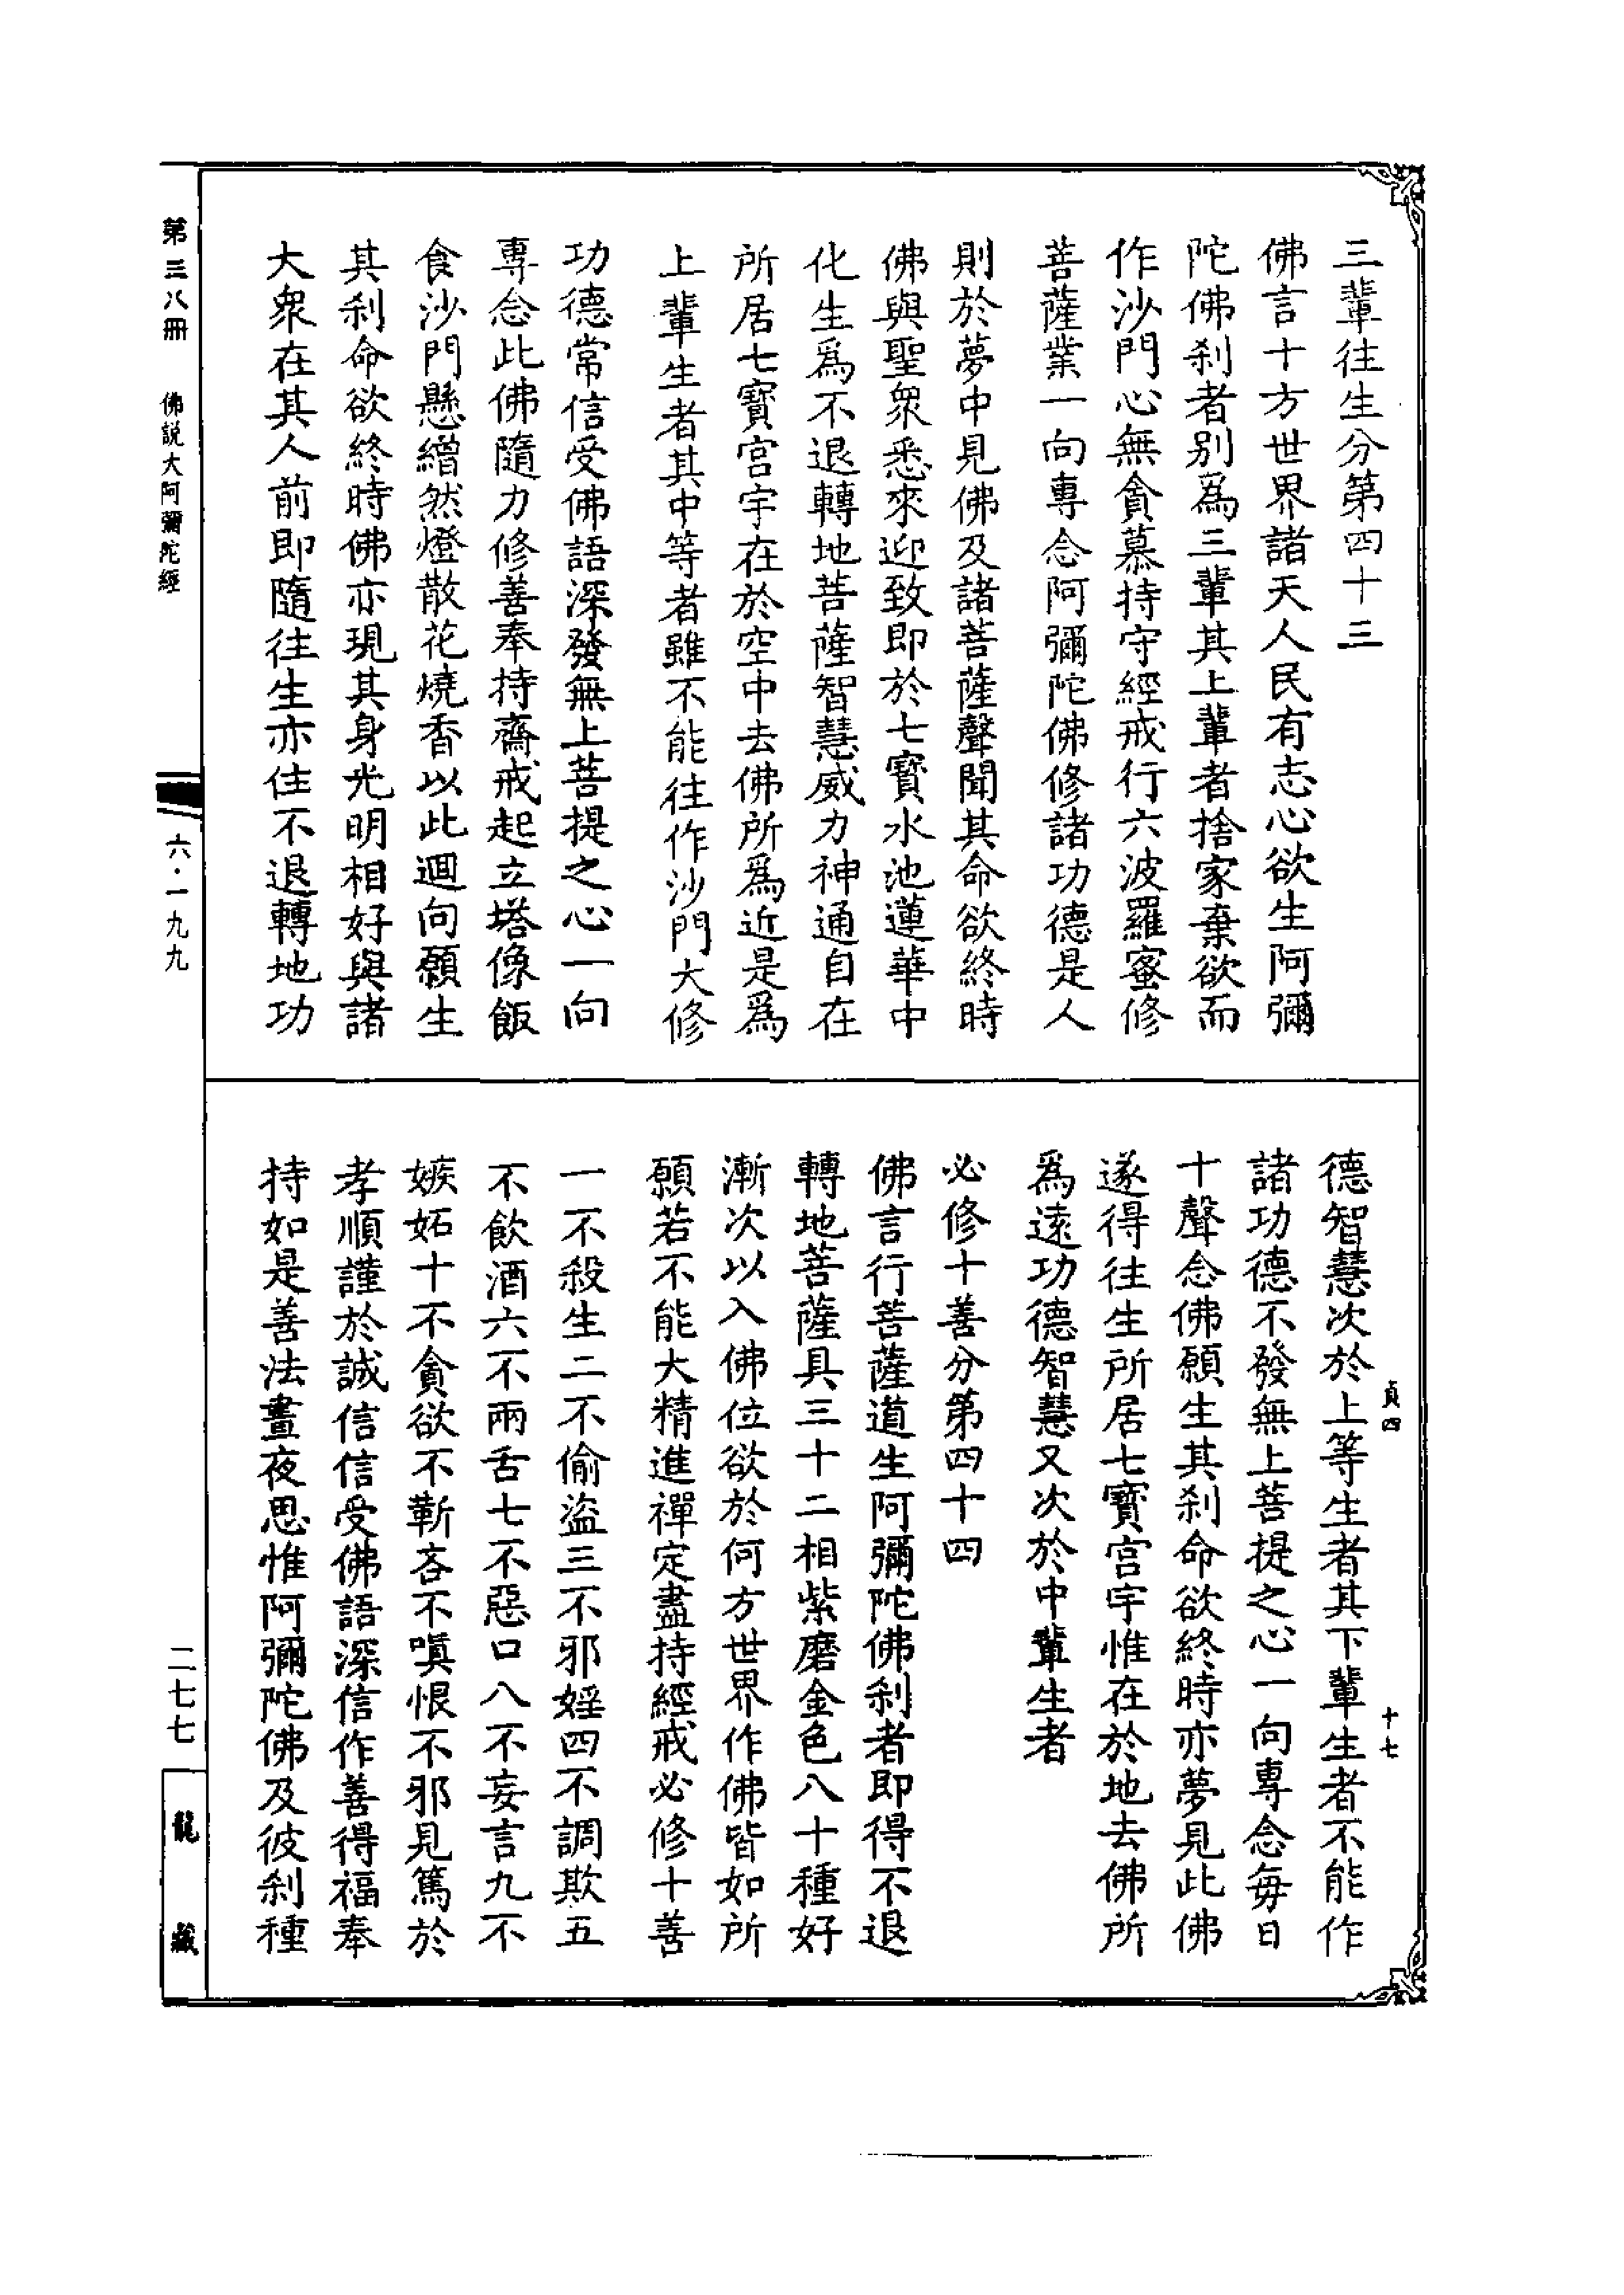 三輩往生分第四十三
佛言十方世界諸天人民有志心欲生阿彌
陀佛刹者别爲三輩其上輩者捨家棄欲而
作沙門心無貪慕持守經戒行六波羅蜜修
菩薩業一向專念阿彌陀佛修諸功德是人
則於夢中見佛及諸菩薩聲聞其命欲終時
佛與聖衆悉來迎致即於七寶水池蓮華中
化生爲不退轉地菩薩智慧威力神通自在
所居七寶宮宇在於空中去佛所爲近是爲
上輩生者其中等者雖不能往作沙門大修
功德常信受佛語深發無上菩提之心一向
專念此佛隨力修善奉持齋戒起立塔像飯
食沙門懸繒然燈散花燒香以此迴向願生
其刹命欲終時佛亦現其身光明相好與諸
大衆在其人前即隨往生亦住不退轉地功
德智慧次於上等生者其下輩生者不能作
諸功德不發無上菩提之心一向專念每日
十聲念佛願生其刹命欲終時亦夢見此佛
遂得往生所居七寶宮宇惟在於地去佛所
爲遠功德智慧又次於中輩生者
必修十善分第四十四
佛言行菩薩道生阿彌陀佛刹者即得不退
轉地菩薩具三十二相紫磨金色八十種好
漸次以入佛位欲於何方世界作佛皆如所
願若不能大精進禪定盡持經戒必修十善
一不殺生二不偷盜三不邪婬四不調欺五
不飲酒六不兩舌七不惡口八不妄言九不
嫉妬十不貪欲不靳吝不嗔恨不邪見篤於
孝順謹於誠信信受佛語深信作善得福奉
持如是善法晝夜思惟阿彌陀佛及彼刹種
貞四
十七
第三八冊
佛説大阿彌陀經
六·一九九
二七七
龍藏